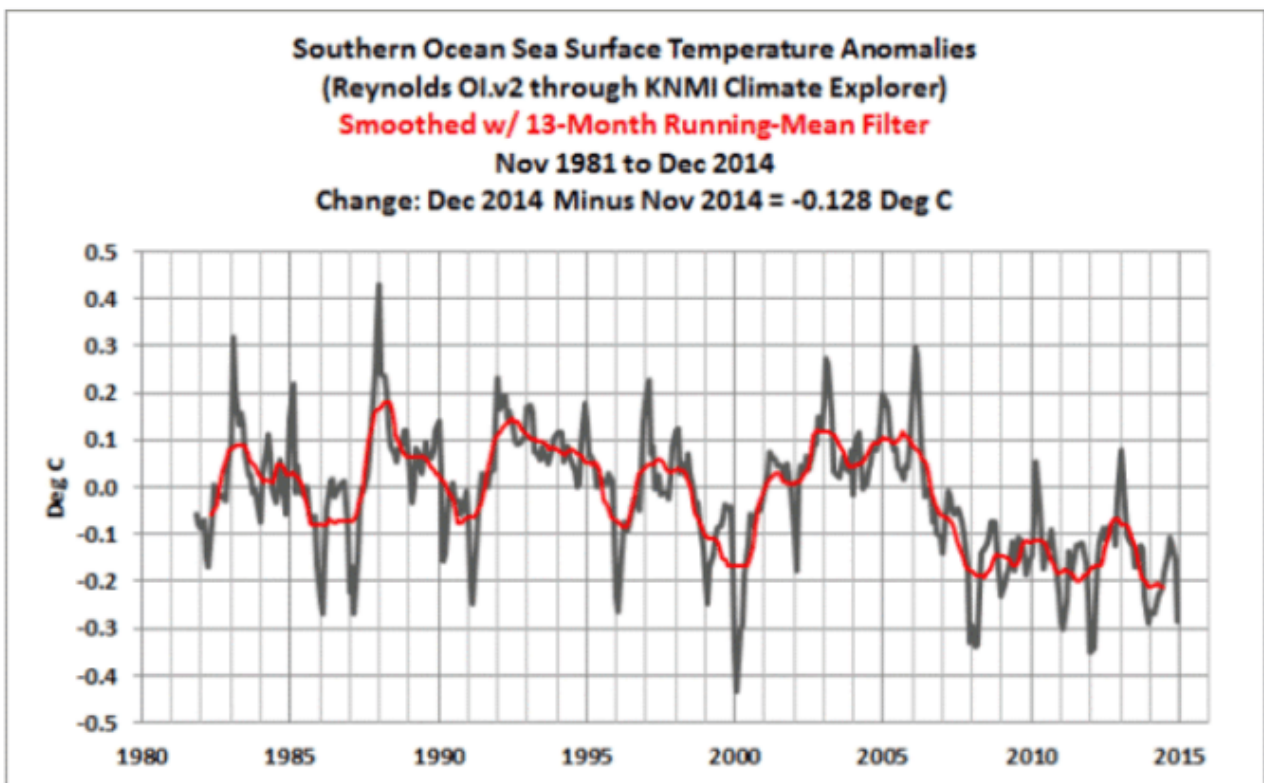 Southern Ocean Sea Surface Temperature Anomalies
(Reynolds OI.v2 through KNMI Climate Explorer)
Smoothed w/ 13-Month Running-Mean Filter
Nov 1981 to Dec 2014
Change: Dec 2014 Minus Nov 2014 = -0.128 Deg C
0.5
0.4
0.3
0.2
0.1
0.0
-0.1
-0.2
-0.3
-0.4
-0.5
Deg C
1980 1985 1990 1995 2000 2005 2010 2015